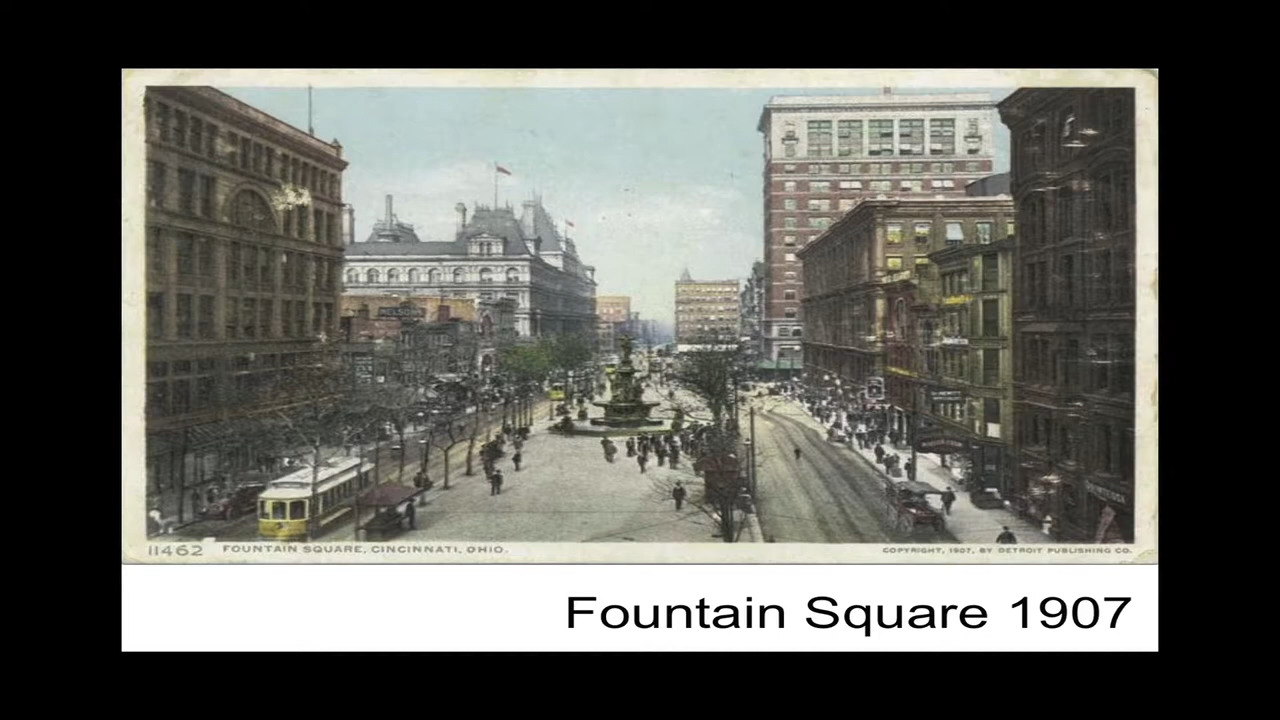 11462 FOUNTAIN SQUARE, CINCINNATI, OHIO.
COPYRIGHT, 1907, BY DETROIT PUBLISHING CO.
Fountain Square 1907